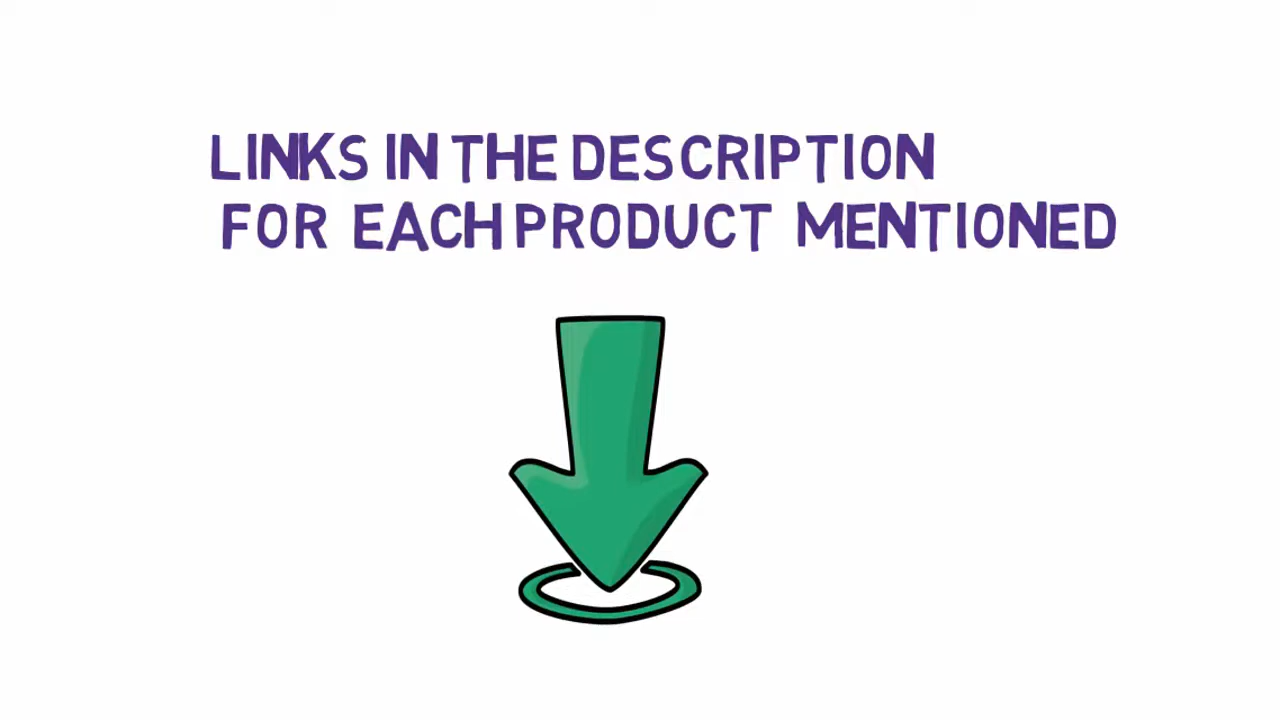 LINKS IN THE DESCRIPTION
FOR EACH PRODUCT MENTIONED